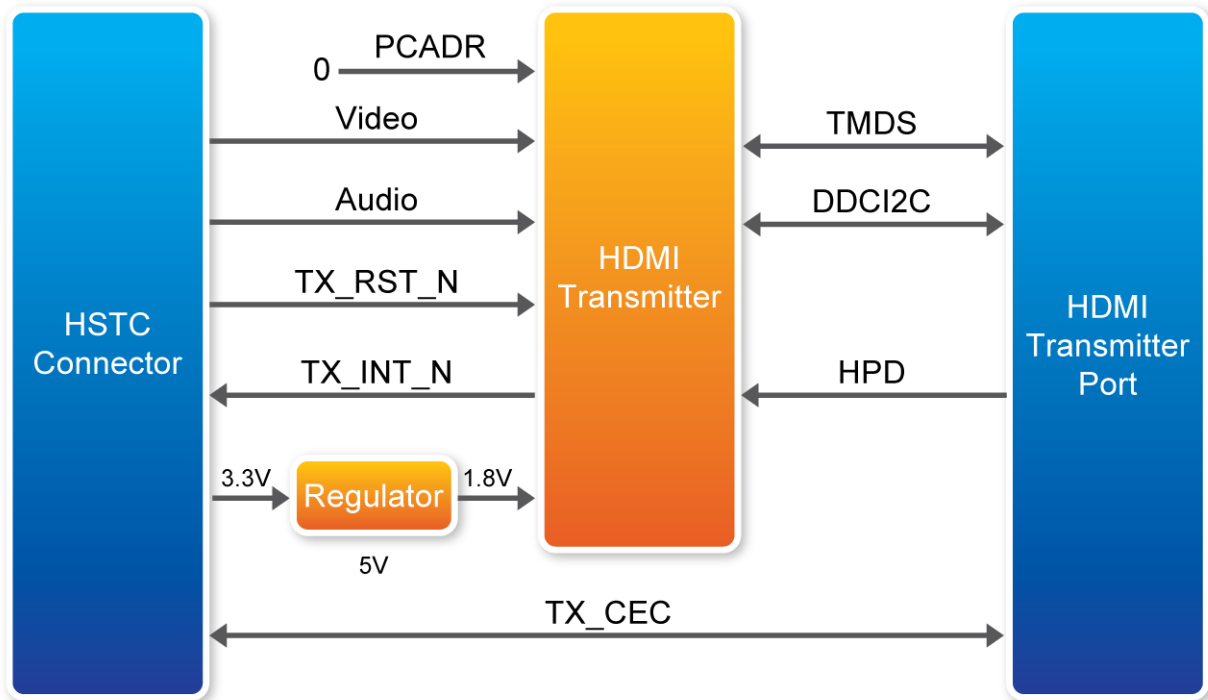 PCADR
0
Video
Audio
TX_RST_N
TX_INT_N
3.3V
Regulator
1.8V
5V
TX_CEC
HSTC
Connector
HDMI
Transmitter
TMDS
DDCI2C
HPD
HDMI
Transmitter
Port